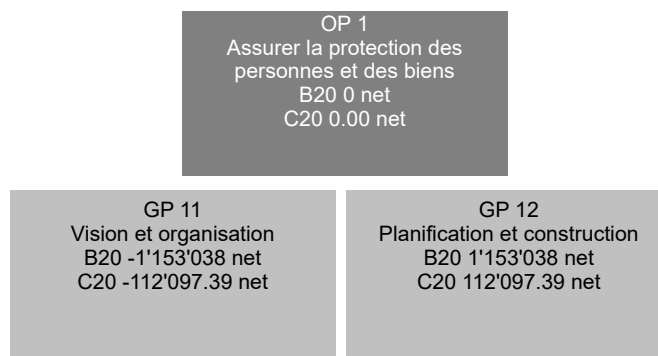 OP 1
Assurer la protection des
personnes et des biens
B20 0 net
C20 0.00 net
GP 11
Vision et organisation
B20 -1'153'038 net
C20 -112'097.39 net
GP 12
Planification et construction
B20 1'153'038 net
C20 112'097.39 net